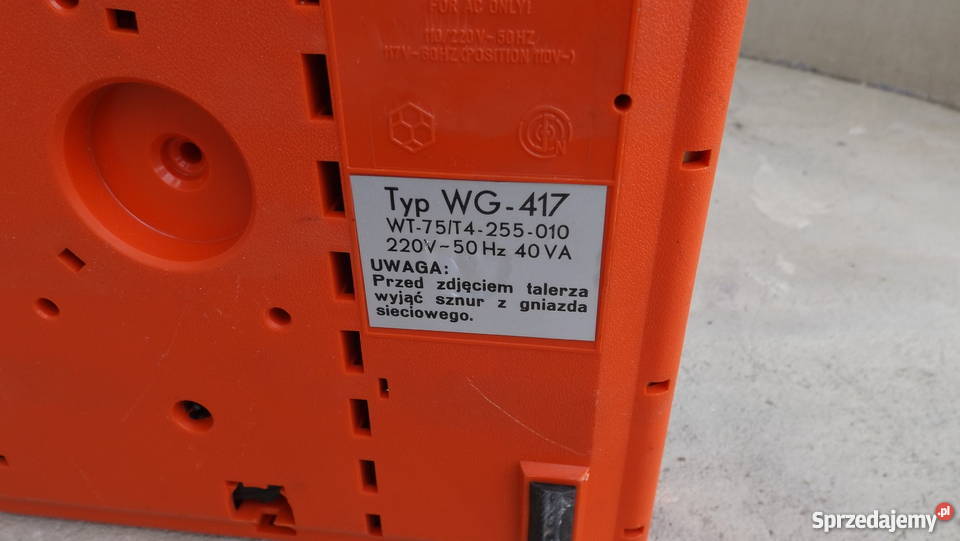 FOR AC ONLY!
110/220V~50HZ
117V~60HZ (POSITION 110V~)
Typ WG-417
WT-75/T4-255-010
220V~50Hz 40VA
UWAGA:
Przed zdjęciem talerza
wyjąć sznur z gniazda
sieciowego.
Sprzedajemy.pl